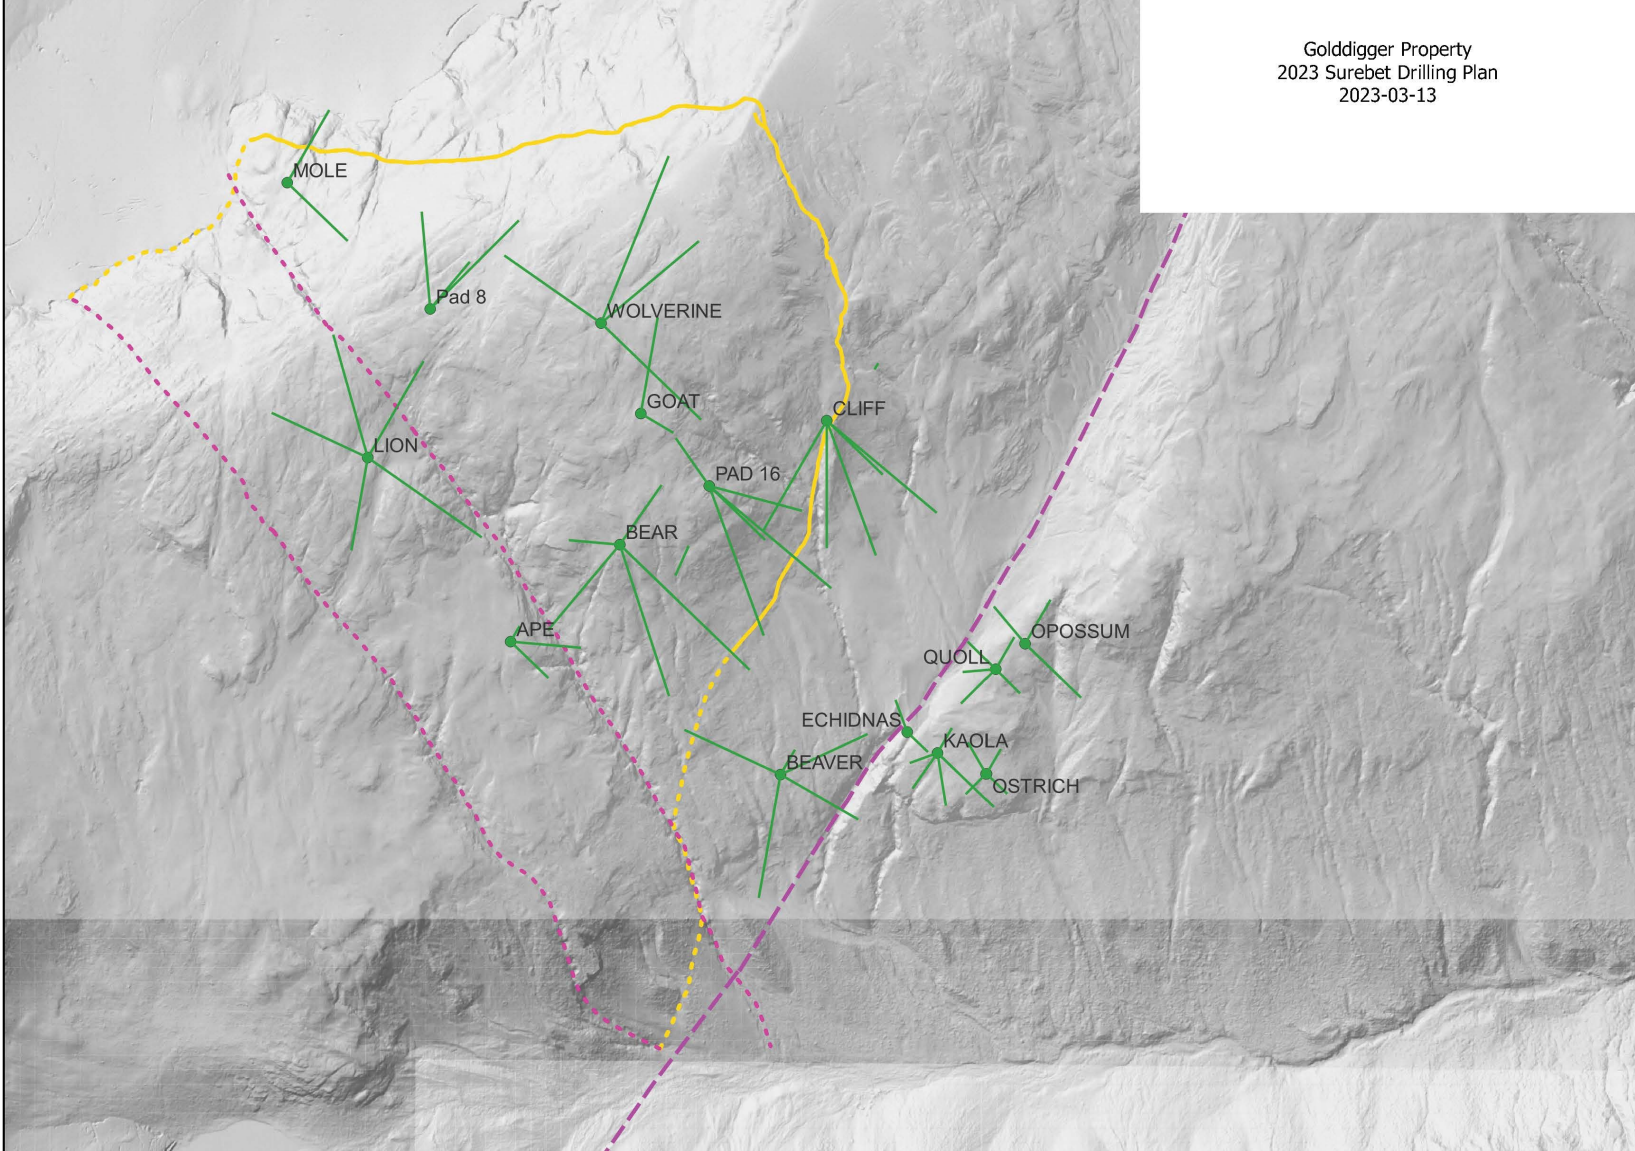 Golddigger Property
2023 Surebet Drilling Plan
2023-03-13
MOLE
Pad 8
WOLVERINE
GOAT
CLIFF
LION
PAD 16
BEAR
APE
OPOSSUM
QUOLL
ECHIDNAS
KAOLA
BEAVER
OSTRICH